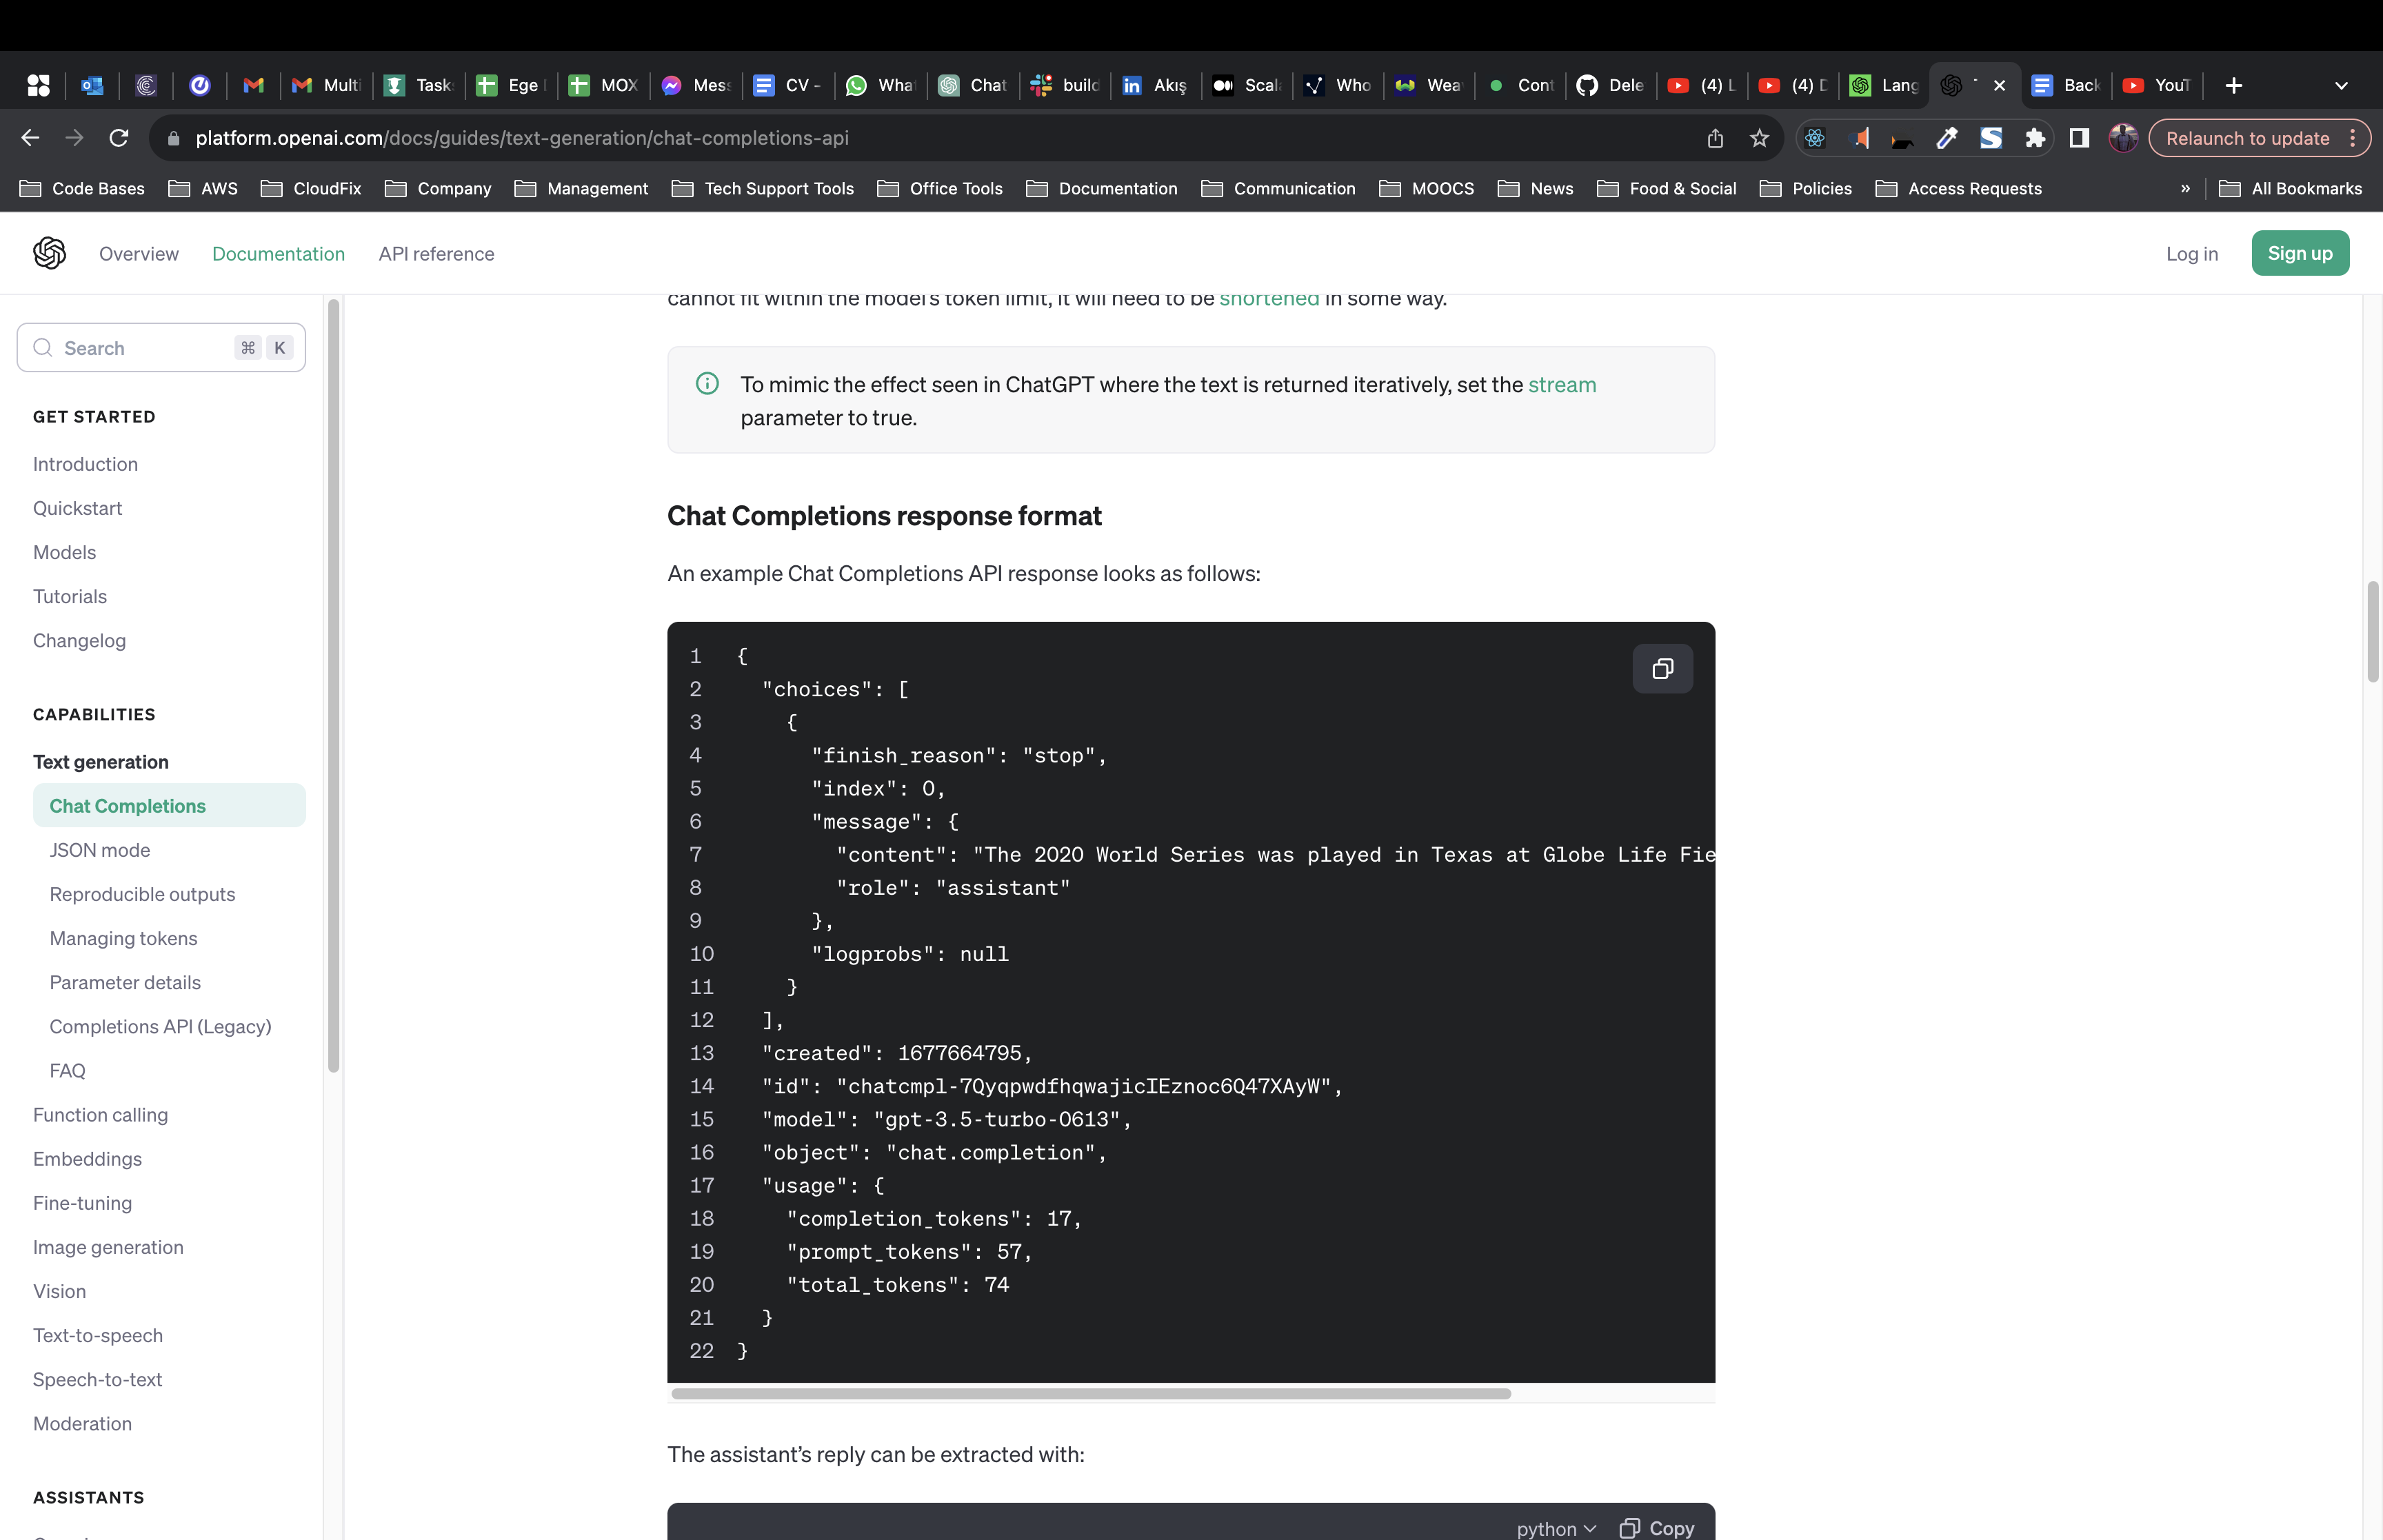 Multi
Task
Ege
MOX
Mess
CV -
What
Chat
build
Akış
Scal
Who
Wea
Cont
Dele
(4) L
(4) D
Lang
Back
YouT
platform.openai.com/docs/guides/text-generation/chat-completions-api
Relaunch to update
Code Bases
AWS
CloudFix
Company
Management
Tech Support Tools
Office Tools
Documentation
Communication
MOOCS
News
Food & Social
Policies
Access Requests
»
All Bookmarks
Overview
Documentation
API reference
Log in
Sign up
Search
⌘ K
GET STARTED
Introduction
Quickstart
Models
Tutorials
Changelog
CAPABILITIES
Text generation
Chat Completions
JSON mode
Reproducible outputs
Managing tokens
Parameter details
Completions API (Legacy)
FAQ
Function calling
Embeddings
Fine-tuning
Image generation
Vision
Text-to-speech
Speech-to-text
Moderation
ASSISTANTS
cannot fit within the model's token limit, it will need to be shortened in some way.
To mimic the effect seen in ChatGPT where the text is returned iteratively, set the stream
parameter to true.
Chat Completions response format
An example Chat Completions API response looks as follows:
1 {
2 "choices": [
3 {
4 "finish_reason": "stop",
5 "index": 0,
6 "message": {
7 "content": "The 2020 World Series was played in Texas at Globe Life Fie
8 "role": "assistant"
9 },
10 "logprobs": null
11 }
12 ],
13 "created": 1677664795,
14 "id": "chatcmpl-7QyqpwdfhqwajicIEznoc6Q47XAyW",
15 "model": "gpt-3.5-turbo-0613",
16 "object": "chat.completion",
17 "usage": {
18 "completion_tokens": 17,
19 "prompt_tokens": 57,
20 "total_tokens": 74
21 }
22 }
The assistant’s reply can be extracted with:
python
Copy